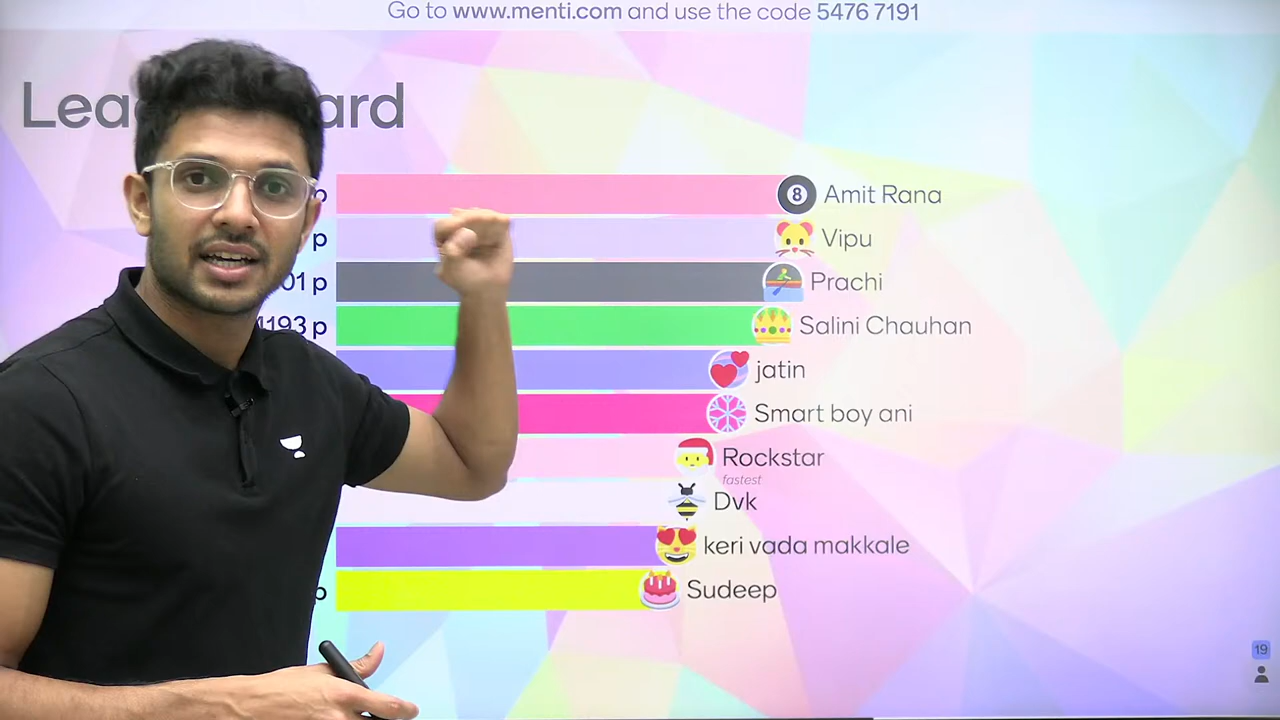 Go to www.menti.com and use the code 5476 7191
Lea ard
p Amit Rana
p Vipu
01 p Prachi
1193 p Salini Chauhan
jatin
Smart boy ani
Rockstar
fastest
Dvk
keri vada makkale
p Sudeep
19